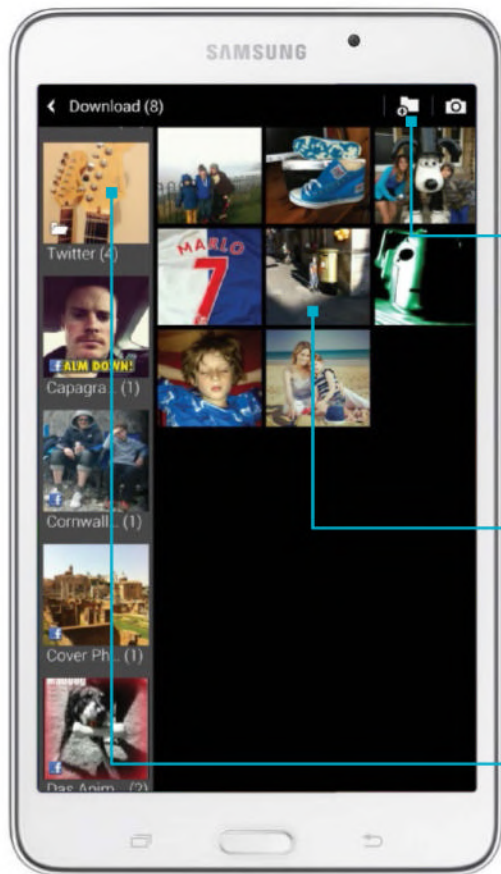 SAMSUNG
Download (8)
Twitter (4)
MARLO
7
ALM DOWN!
Capagra... (1)
Cornwall... (1)
Cover Ph... (1)
Das Anim... (2)